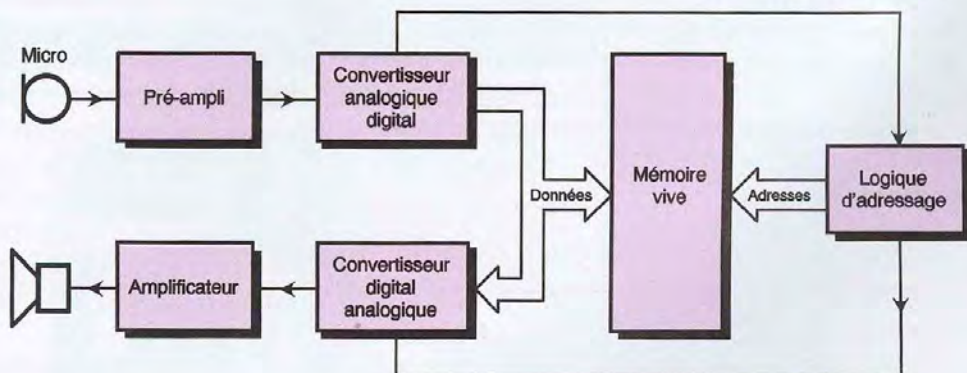 Micro
Pré-ampli
Convertisseur
analogique
digital
Données
Mémoire
vive
Adresses
Logique
d'adressage
Amplificateur
Convertisseur
digital
analogique